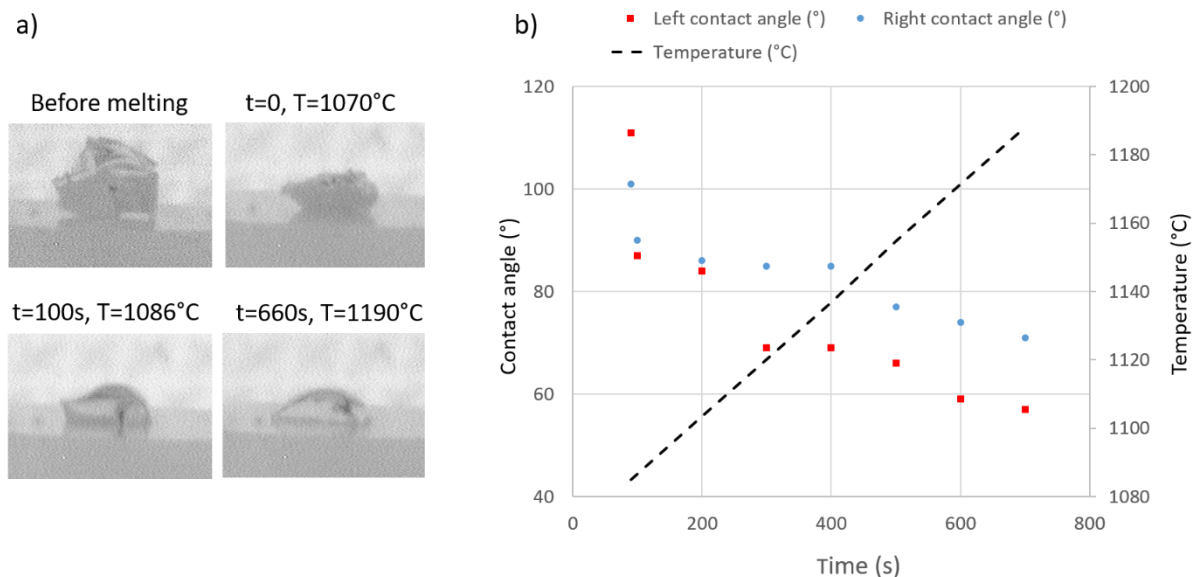 a)
Before melting
t=0, T=1070°C
t=100s, T=1086°C
t=660s, T=1190°C
b)
Left contact angle (°)
Right contact angle (°)
Temperature (°C)
Contact angle (°)
120
100
80
60
40
1200
1180
1160
1140
1120
1100
1080
Temperature (°C)
0
200
400
600
800
Time (s)